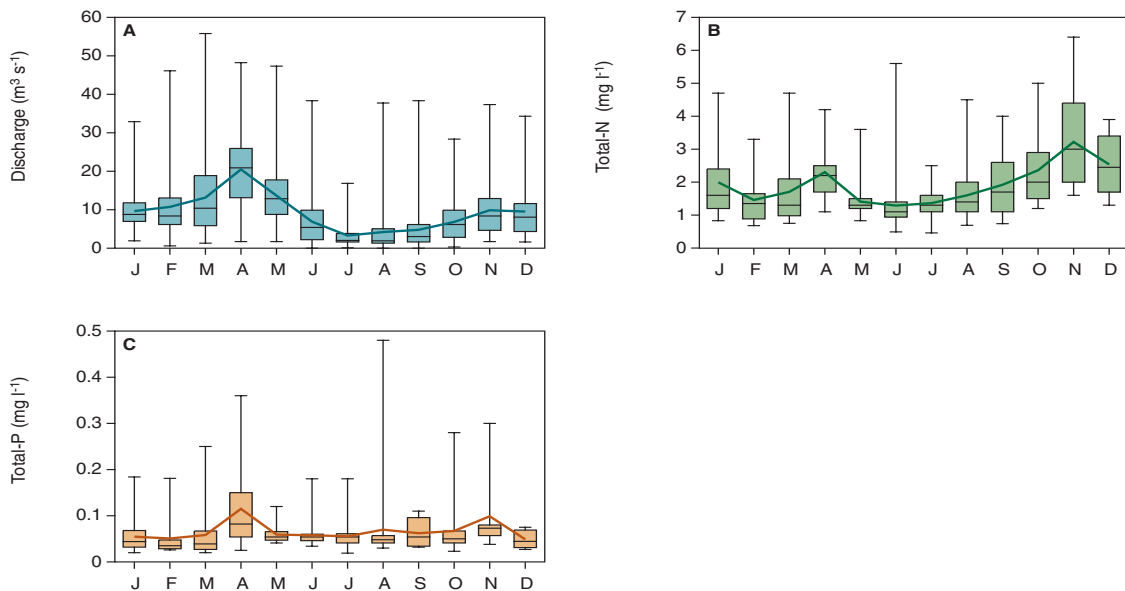 A
Discharge (m³ s⁻¹)
60
50
40
30
20
10
0
J F M A M J J A S O N D
B
Total-N (mg l⁻¹)
7
6
5
4
3
2
1
0
J F M A M J J A S O N D
C
Total-P (mg l⁻¹)
0.5
0.4
0.3
0.2
0.1
0
J F M A M J J A S O N D